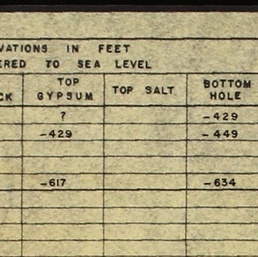 VATIONS IN FEET
ERED TO SEA LEVEL
CK TOP GYPSUM TOP SALT BOTTOM HOLE
? -429
-429 -449
-617 -634